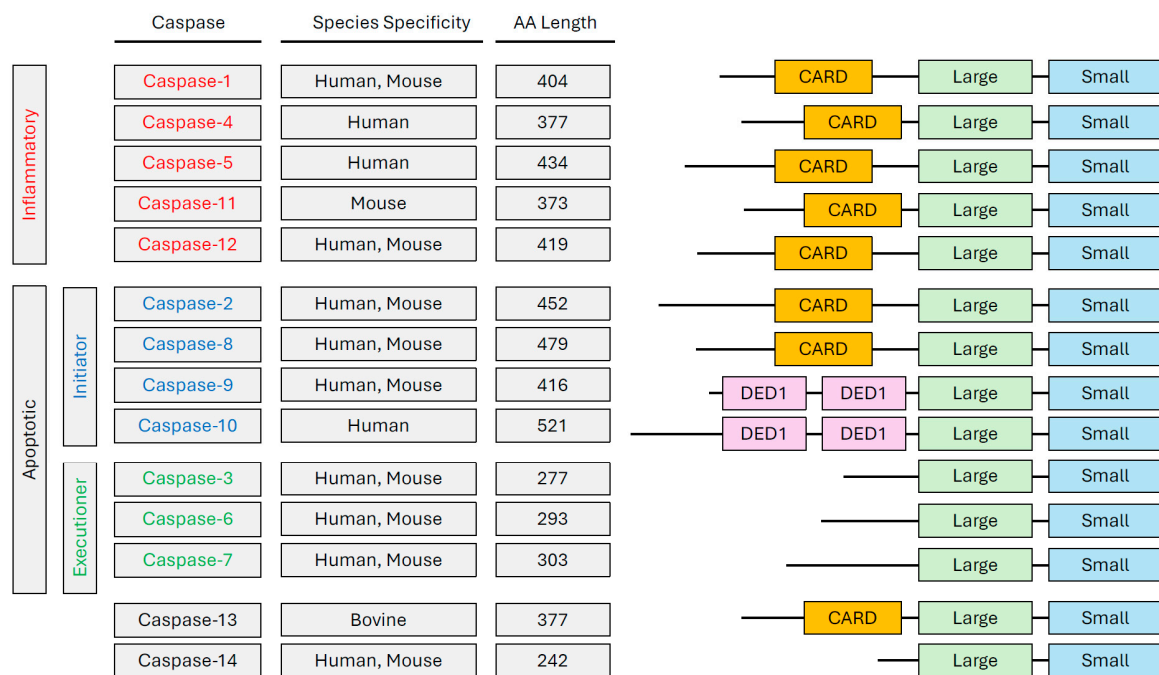 Caspase Species Specificity AA Length
Inflammatory
Caspase-1 Human, Mouse 404 CARD Large Small
Caspase-4 Human 377 CARD Large Small
Caspase-5 Human 434 CARD Large Small
Caspase-11 Mouse 373 CARD Large Small
Caspase-12 Human, Mouse 419 CARD Large Small
Apoptotic
Initiator
Caspase-2 Human, Mouse 452 CARD Large Small
Caspase-8 Human, Mouse 479 CARD Large Small
Caspase-9 Human, Mouse 416 DED1 DED1 Large Small
Caspase-10 Human 521 DED1 DED1 Large Small
Executioner
Caspase-3 Human, Mouse 277 Large Small
Caspase-6 Human, Mouse 293 Large Small
Caspase-7 Human, Mouse 303 Large Small
Caspase-13 Bovine 377 CARD Large Small
Caspase-14 Human, Mouse 242 Large Small